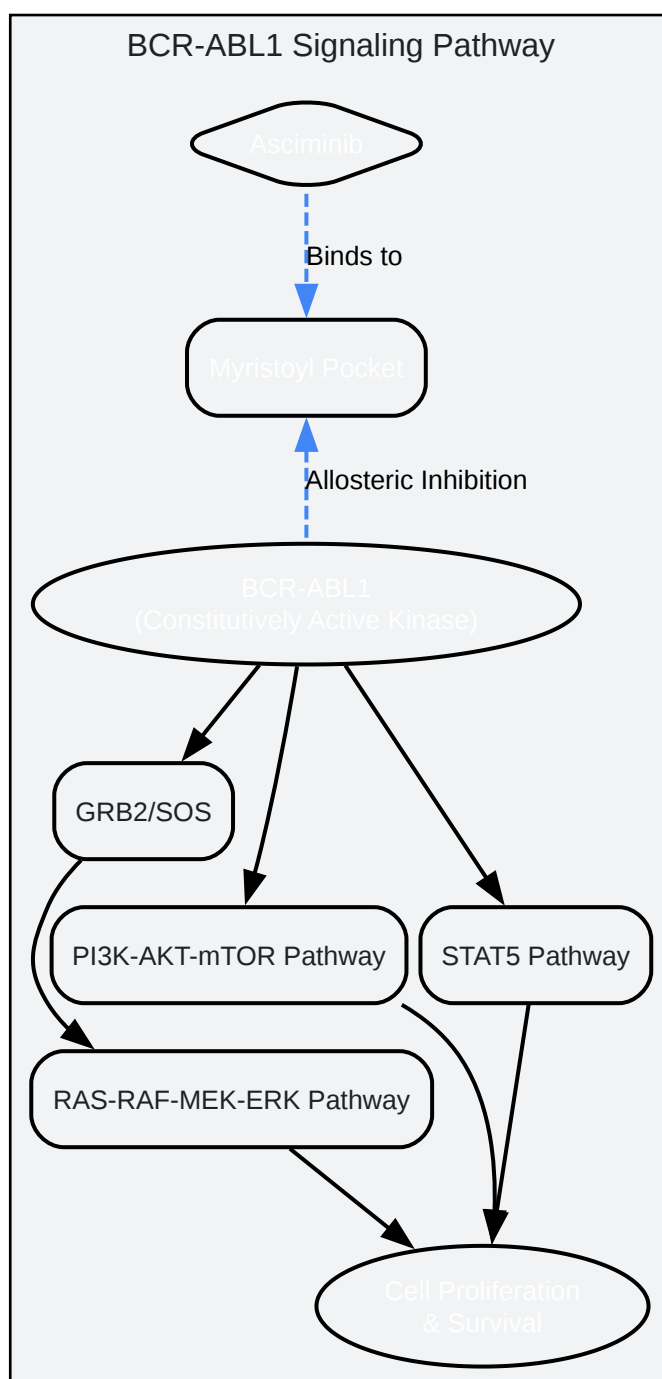 BCR-ABL1 Signaling Pathway
Asciminib
Binds to
Myristoyl Pocket
Allosteric Inhibition
BCR-ABL1
(Constitutively Active Kinase)
GRB2/SOS
PI3K-AKT-mTOR Pathway
STAT5 Pathway
RAS-RAF-MEK-ERK Pathway
Cell Proliferation
& Survival